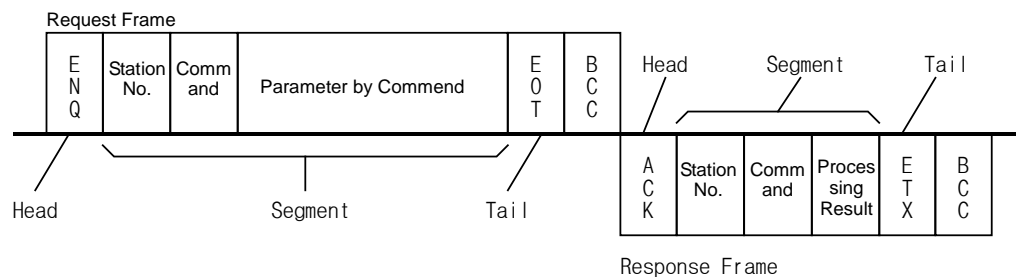 Request Frame
E
N
Q
Station
No.
Comm
and
Parameter by Commend
E
O
T
B
C
C
Head
Segment
Tail
Head
Segment
Tail
A
C
K
Station
No.
Comm
and
Proces
sing
Result
E
T
X
B
C
C
Response Frame